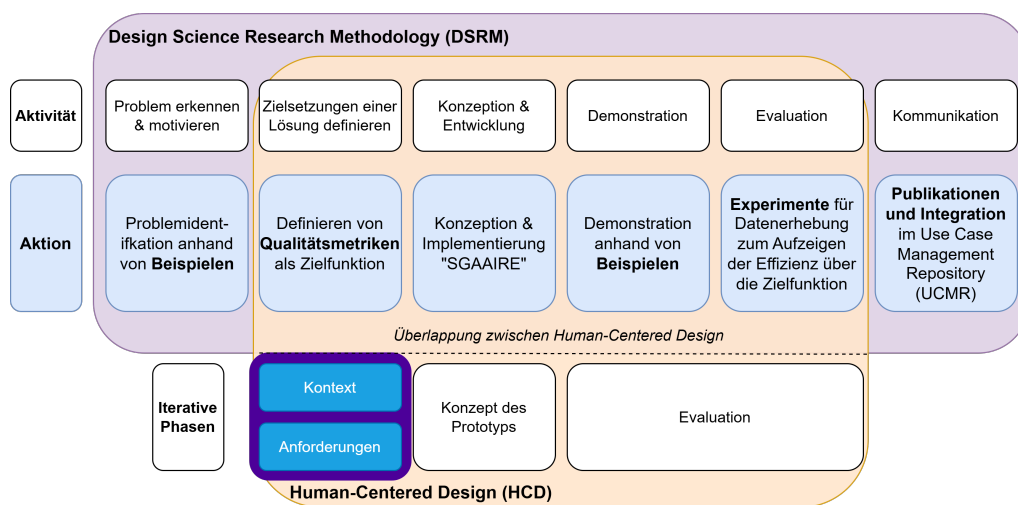 Design Science Research Methodology (DSRM)
Aktivität
Problem erkennen
& motivieren
Zielsetzungen einer
Lösung definieren
Konzeption &
Entwicklung
Demonstration
Evaluation
Kommunikation
Aktion
Problemident-
ifkation anhand
von Beispielen
Definieren von
Qualitätsmetriken
als Zielfunktion
Konzeption &
Implementierung
"SGAAIRE"
Demonstration
anhand von
Beispielen
Experimente für
Datenerhebung
zum Aufzeigen
der Effizienz über
die Zielfunktion
Publikationen
und Integration
im Use Case
Management
Repository
(UCMR)
Überlappung zwischen Human-Centered Design
Iterative
Phasen
Kontext
Anforderungen
Konzept des
Prototyps
Evaluation
Human-Centered Design (HCD)